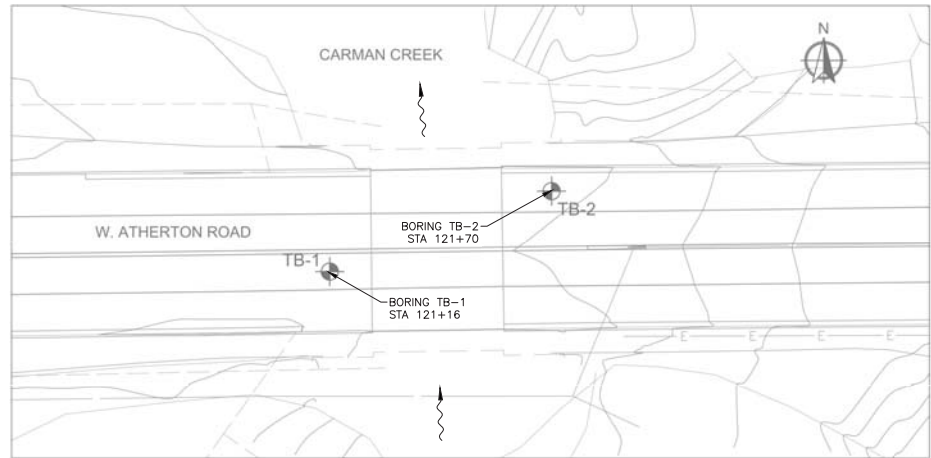 CARMAN CREEK
N
BORING TB-2
STA 121+70
TB-2
W. ATHERTON ROAD
TB-1
BORING TB-1
STA 121+16
E E E E